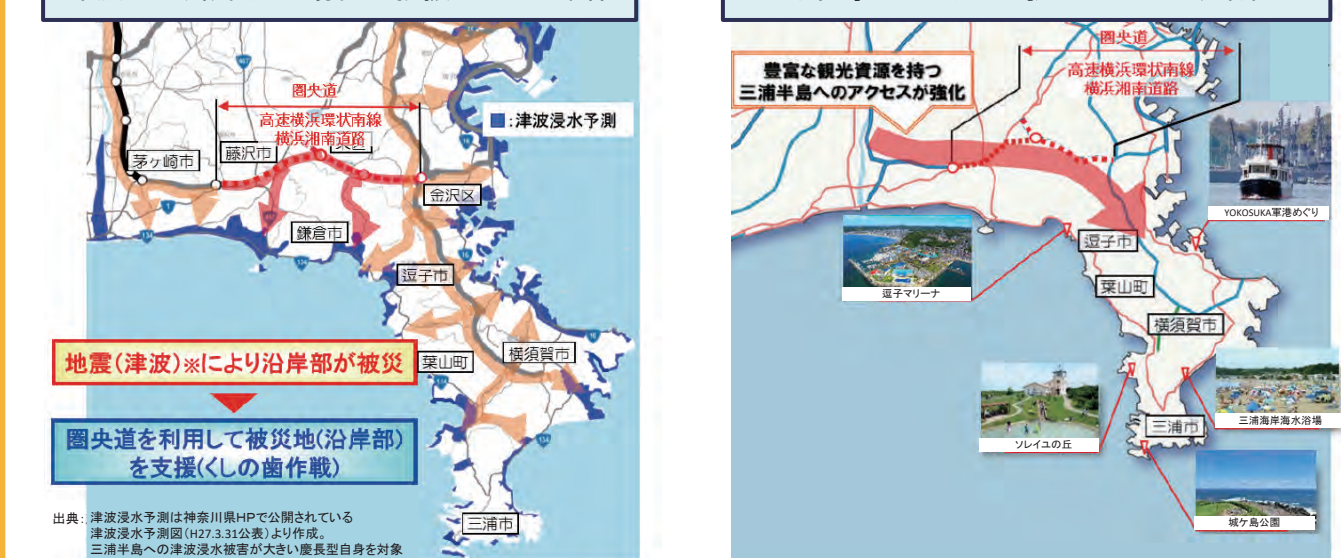 圏央道
高速横浜環状南線
横浜湘南道路
■:津波浸水予測
467
茅ヶ崎市
藤沢市
金沢区
1
134
467
鎌倉市
134
16
16
逗子市
葉山町
横須賀市
134
16
134
三浦市
地震(津波)※により沿岸部が被災
圏央道を利用して被災地(沿岸部)
を支援(くしの歯作戦)
出典:津波浸水予測は神奈川県HPで公開されている
津波浸水予測図(H27.3.31公表)より作成。
三浦半島への津波浸水被害が大きい慶長型自身を対象
圏央道
高速横浜環状南線
横浜湘南道路
豊富な観光資源を持つ
三浦半島へのアクセスが強化
YOKOSUKA軍港めぐり
逗子マリーナ
逗子市
葉山町
横須賀市
三浦海岸海水浴場
ソレイユの丘
三浦市
城ケ島公園